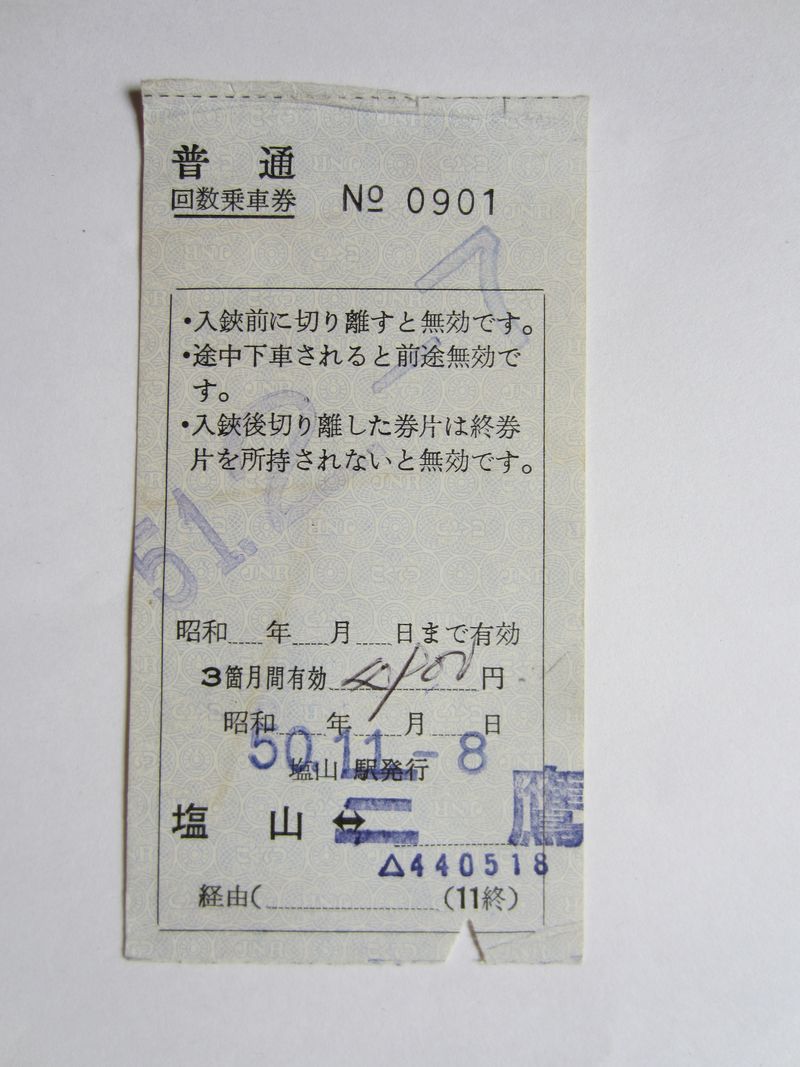 普通
回数乗車券 № 0901
・入鋏前に切り離すと無効です。
・途中下車されると前途無効で
す。
・入鋏後切り離した券片は終券
片を所持されないと無効です。
51.2.-7
昭和 年 月 日まで有効
3箇月間有効 円
昭和 年 月 日
50.11.-8
塩山 駅発行
塩山 ⇔ 三鷹
△440518
経由( (11終)